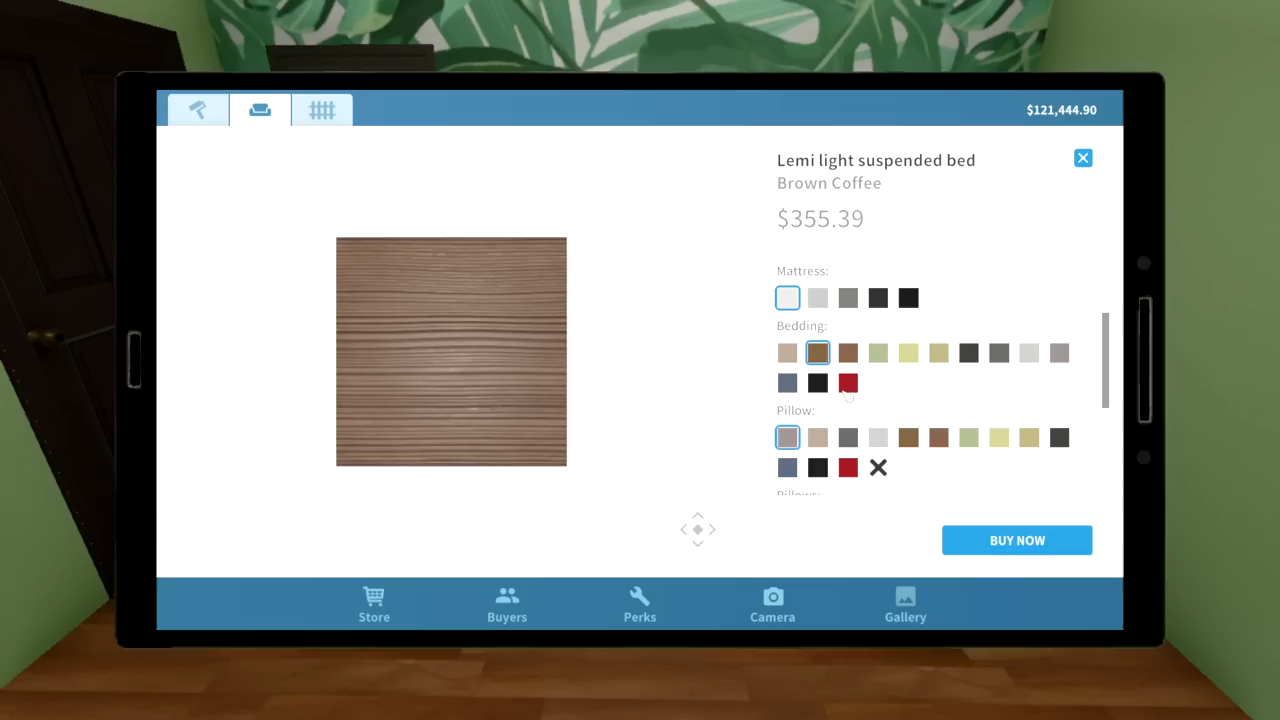 $121,444.90
Lemi light suspended bed
Brown Coffee
$355.39
Mattress:
Bedding:
Pillow:
Pillows:
BUY NOW
Store
Buyers
Perks
Camera
Gallery